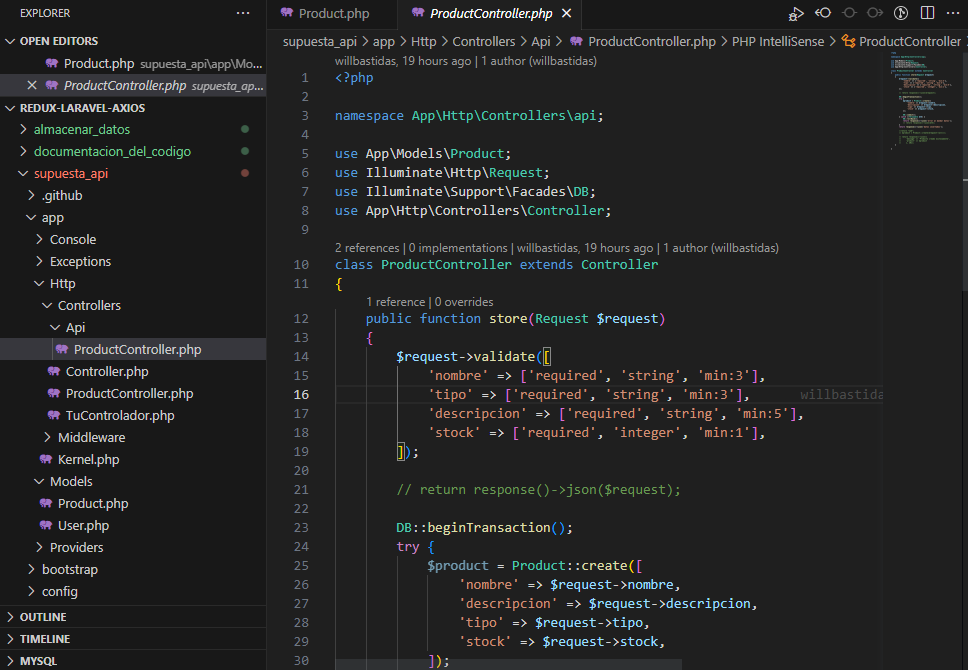 EXPLORER ···
OPEN EDITORS
Product.php supuesta_api\app\Mo...
ProductController.php supuesta_ap...
REDUX-LARAVEL-AXIOS
almacenar_datos
documentacion_del_codigo
supuesta_api
.github
app
Console
Exceptions
Http
Controllers
Api
ProductController.php
Controller.php
ProductController.php
TuControlador.php
Middleware
Kernel.php
Models
Product.php
User.php
Providers
bootstrap
config
OUTLINE
TIMELINE
MYSQL
Product.php ProductController.php
supuesta_api > app > Http > Controllers > Api > ProductController.php > PHP IntelliSense > ProductController
willbastidas, 19 hours ago | 1 author (willbastidas)
1 <?php
2
3 namespace App\Http\Controllers\api;
4
5 use App\Models\Product;
6 use Illuminate\Http\Request;
7 use Illuminate\Support\Facades\DB;
8 use App\Http\Controllers\Controller;
9
2 references | 0 implementations | willbastidas, 19 hours ago | 1 author (willbastidas)
10 class ProductController extends Controller
11 {
1 reference | 0 overrides
12 public function store(Request $request)
13 {
14 $request->validate([
15 'nombre' => ['required', 'string', 'min:3'],
16 'tipo' => ['required', 'string', 'min:3'], willbastida
17 'descripcion' => ['required', 'string', 'min:5'],
18 'stock' => ['required', 'integer', 'min:1'],
19 ]);
20
21 // return response()->json($request);
22
23 DB::beginTransaction();
24 try {
25 $product = Product::create([
26 'nombre' => $request->nombre,
27 'descripcion' => $request->descripcion,
28 'tipo' => $request->tipo,
29 'stock' => $request->stock,
30 ]);